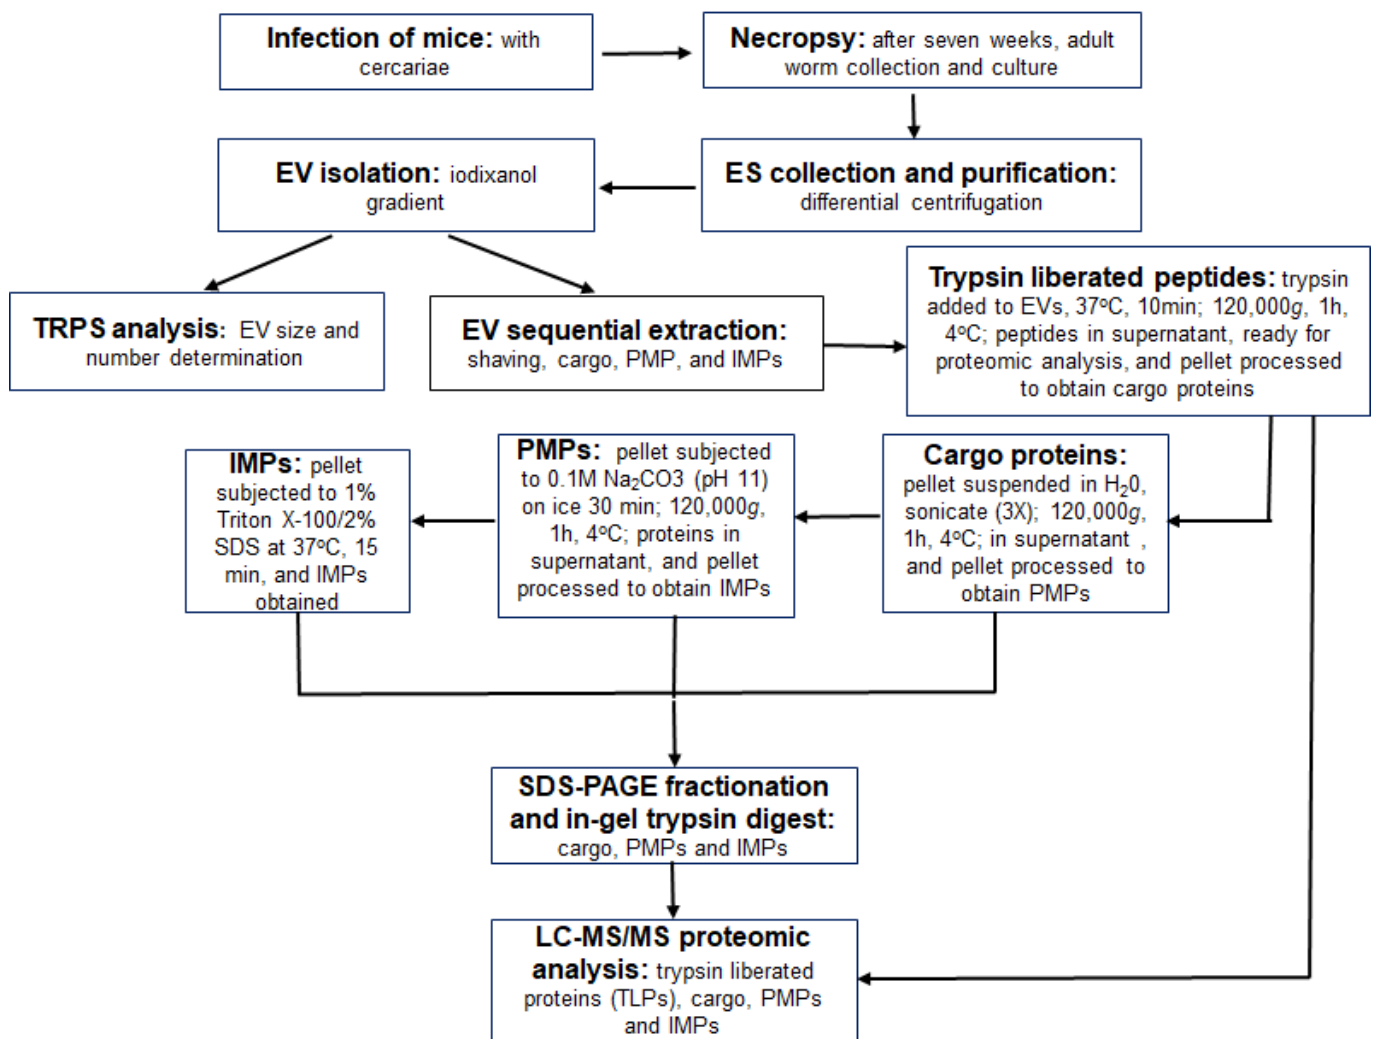 Infection of mice: with
cercariae
Necropsy: after seven weeks, adult
worm collection and culture
EV isolation: iodixanol
gradient
ES collection and purification:
differential centrifugation
TRPS analysis: EV size and
number determination
EV sequential extraction:
shaving, cargo, PMP, and IMPs
Trypsin liberated peptides: trypsin
added to EVs, 37ºC, 10min; 120,000g, 1h,
4ºC; peptides in supernatant, ready for
proteomic analysis, and pellet processed
to obtain cargo proteins
IMPs: pellet
subjected to 1%
Triton X-100/2%
SDS at 37ºC, 15
min, and IMPs
obtained
PMPs: pellet subjected
to 0.1M Na₂CO3 (pH 11)
on ice 30 min; 120,000g,
1h, 4ºC; proteins in
supernatant, and pellet
processed to obtain IMPs
Cargo proteins:
pellet suspended in H₂0,
sonicate (3X); 120,000g,
1h, 4ºC; in supernatant ,
and pellet processed to
obtain PMPs
SDS-PAGE fractionation
and in-gel trypsin digest:
cargo, PMPs and IMPs
LC-MS/MS proteomic
analysis: trypsin liberated
proteins (TLPs), cargo, PMPs
and IMPs